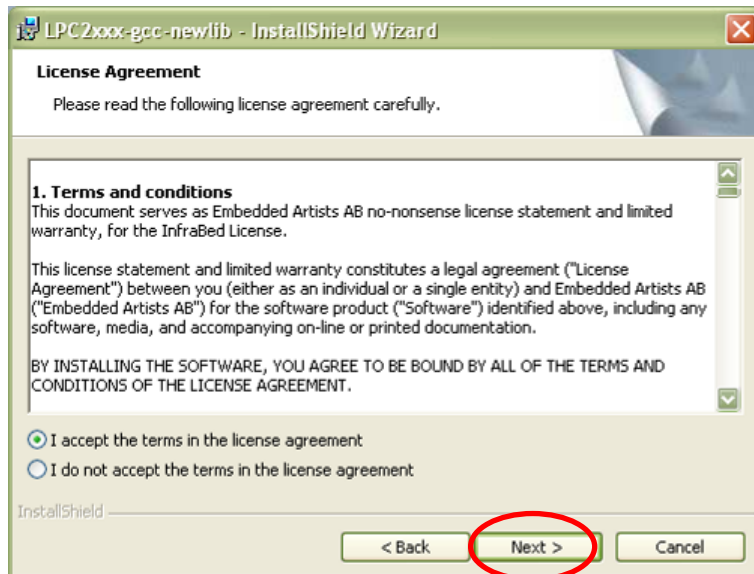 LPC2xxx-gcc-newlib - InstallShield Wizard
License Agreement
Please read the following license agreement carefully.
1. Terms and conditions
This document serves as Embedded Artists AB no-nonsense license statement and limited
warranty, for the InfraBed License.
This license statement and limited warranty constitutes a legal agreement ("License
Agreement") between you (either as an individual or a single entity) and Embedded Artists AB
("Embedded Artists AB") for the software product ("Software") identified above, including any
software, media, and accompanying on-line or printed documentation.
BY INSTALLING THE SOFTWARE, YOU AGREE TO BE BOUND BY ALL OF THE TERMS AND
CONDITIONS OF THE LICENSE AGREEMENT.
I accept the terms in the license agreement
I do not accept the terms in the license agreement
InstallShield
< Back Next > Cancel